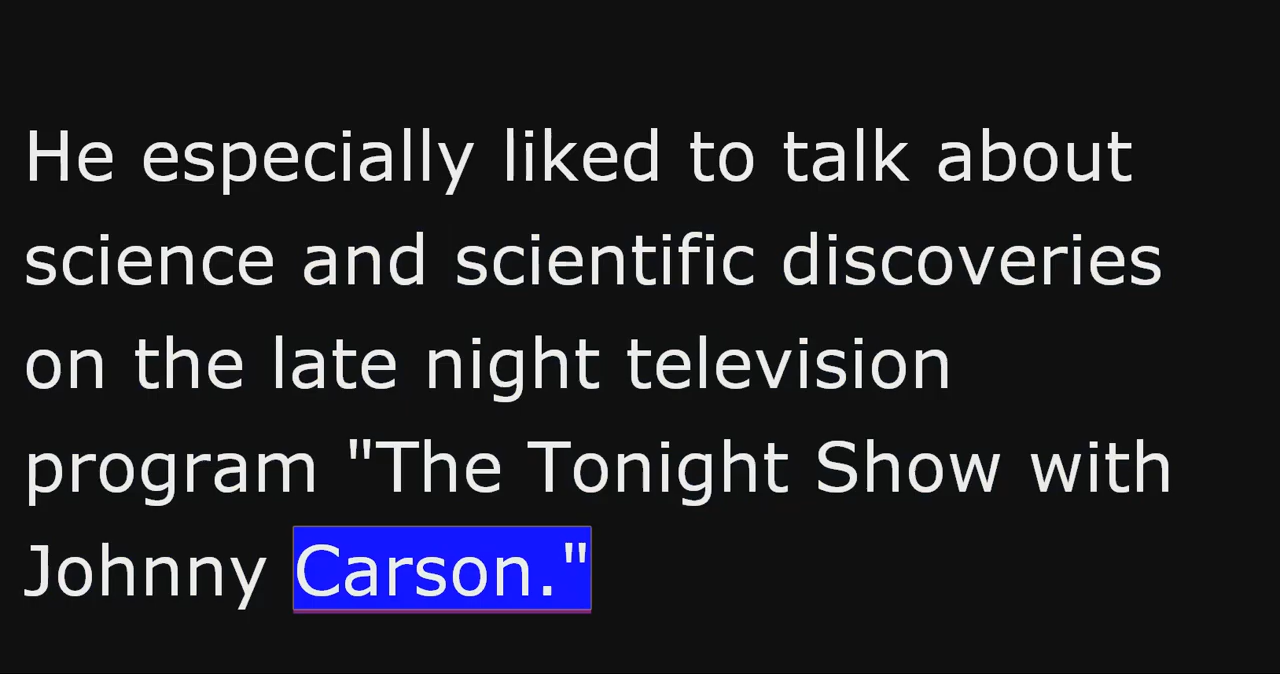 He especially liked to talk about
science and scientific discoveries
on the late night television
program "The Tonight Show with
Johnny Carson."